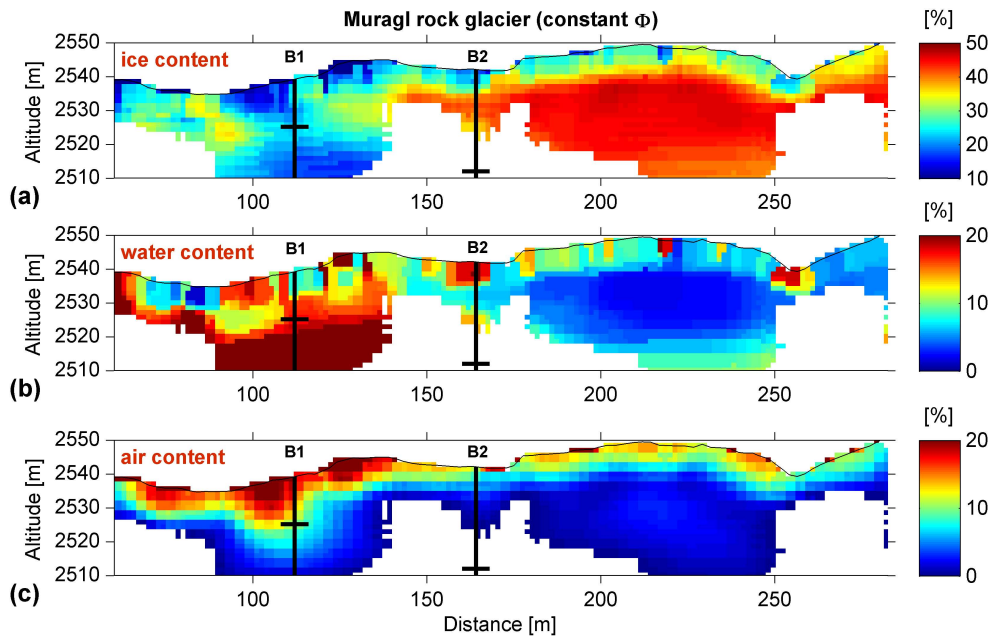 Muragl rock glacier (constant Φ)
[%]
ice content
B1
B2
Altitude [m]
2550
2540
2530
2520
2510
100
150
200
250
50
40
30
20
10
(a)
[%]
water content
B1
B2
Altitude [m]
2550
2540
2530
2520
2510
100
150
200
250
20
10
0
(b)
[%]
air content
B1
B2
Altitude [m]
2550
2540
2530
2520
2510
100
150
200
250
20
10
0
(c)
Distance [m]